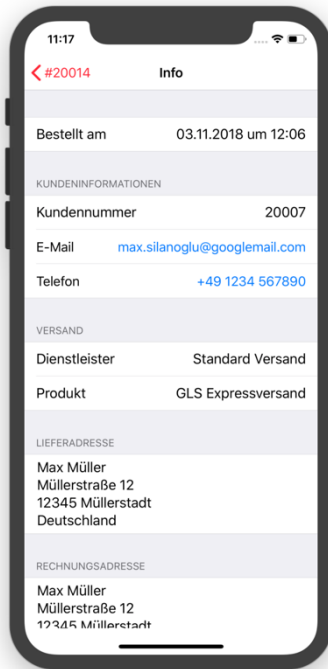 11:17
#20014 Info
Bestellt am 03.11.2018 um 12:06
KUNDENINFORMATIONEN
Kundennummer 20007
E-Mail max.silanoglu@googlemail.com
Telefon +49 1234 567890
VERSAND
Dienstleister Standard Versand
Produkt GLS Expressversand
LIEFERADRESSE
Max Müller
Müllerstraße 12
12345 Müllerstadt
Deutschland
RECHNUNGSADRESSE
Max Müller
Müllerstraße 12
12345 Müllerstadt